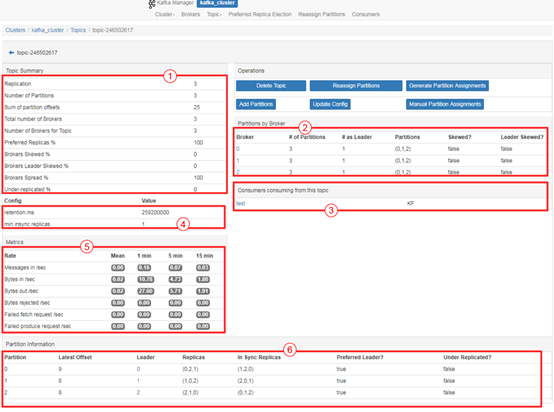 Kafka Manager kafka_cluster
Cluster Brokers Topic Preferred Replica Election Reassign Partitions Consumers
Clusters / kafka_cluster / Topics / topic-246502617
← topic-246502617
Topic Summary
1
Replication 3
Number of Partitions 3
Sum of partition offsets 25
Total number of Brokers 3
Number of Brokers for Topic 3
Preferred Replicas % 100
Brokers Skewed % 0
Brokers Leader Skewed % 0
Brokers Spread % 100
Under-replicated % 0
Config Value
retention.ms 259200000
min.insync.replicas 1
4
Metrics
5
Rate Mean 1 min 5 min 15 min
Messages in /sec 0.00 0.16 0.07 0.03
Bytes in /sec 0.02 10.78 4.73 1.80
Bytes out /sec 0.02 27.60 5.71 1.91
Bytes rejected /sec 0.00 0.00 0.00 0.00
Failed fetch request /sec 0.00 0.00 0.00 0.00
Failed produce request /sec 0.00 0.00 0.00 0.00
Operations
Delete Topic Reassign Partitions Generate Partition Assignments
Add Partitions Update Config Manual Partition Assignments
Partitions by Broker
2
Broker # of Partitions # as Leader Partitions Skewed? Leader Skewed?
0 3 1 (0,1,2) false false
1 3 1 (0,1,2) false false
2 3 1 (0,1,2) false false
Consumers consuming from this topic
test KF
3
Partition Information
6
Partition Latest Offset Leader Replicas In Sync Replicas Preferred Leader? Under Replicated?
0 9 0 (0,2,1) (1,2,0) true false
1 8 1 (1,0,2) (2,0,1) true false
2 8 2 (2,1,0) (0,1,2) true false